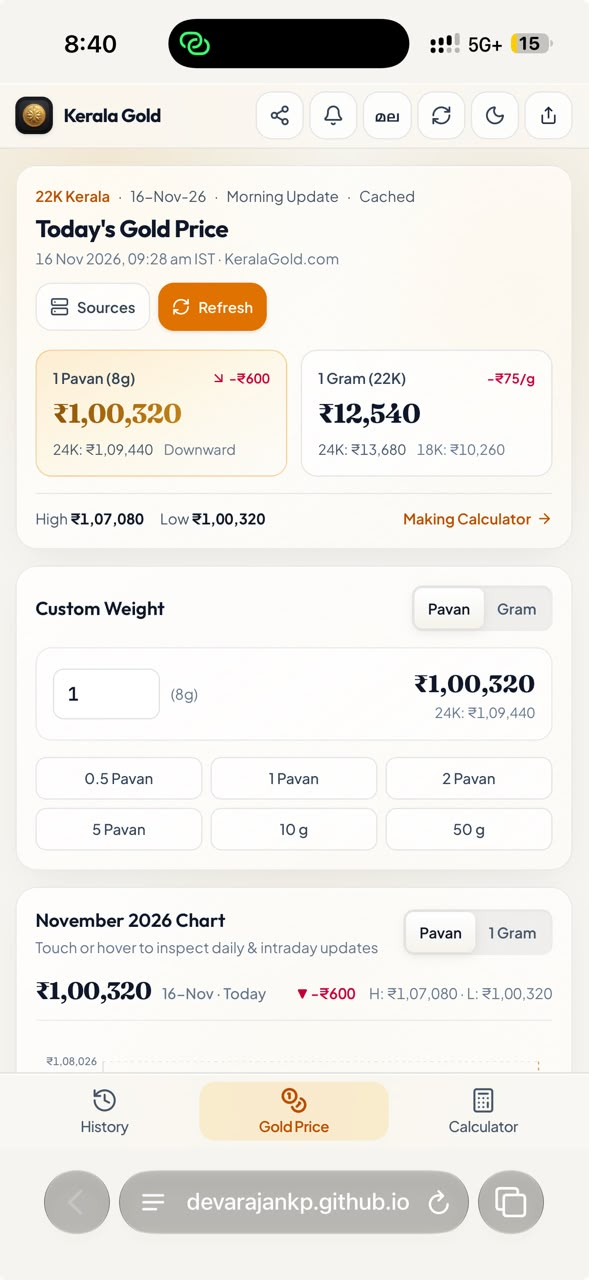 8:40
5G+ 15
Kerala Gold
മല
22K Kerala · 16-Nov-26 · Morning Update · Cached
Today's Gold Price
16 Nov 2026, 09:28 am IST · KeralaGold.com
Sources Refresh
1 Pavan (8g) ↘ -₹600
₹1,00,320
24K: ₹1,09,440 Downward
1 Gram (22K) -₹75/g
₹12,540
24K: ₹13,680 18K: ₹10,260
High ₹1,07,080 Low ₹1,00,320
Making Calculator →
Custom Weight
Pavan Gram
1 (8g)
₹1,00,320
24K: ₹1,09,440
0.5 Pavan 1 Pavan 2 Pavan
5 Pavan 10 g 50 g
November 2026 Chart
Pavan 1 Gram
Touch or hover to inspect daily & intraday updates
₹1,00,320 16-Nov · Today ▼ -₹600 H: ₹1,07,080 · L: ₹1,00,320
₹1,08,026
History Gold Price Calculator
devarajankp.github.io